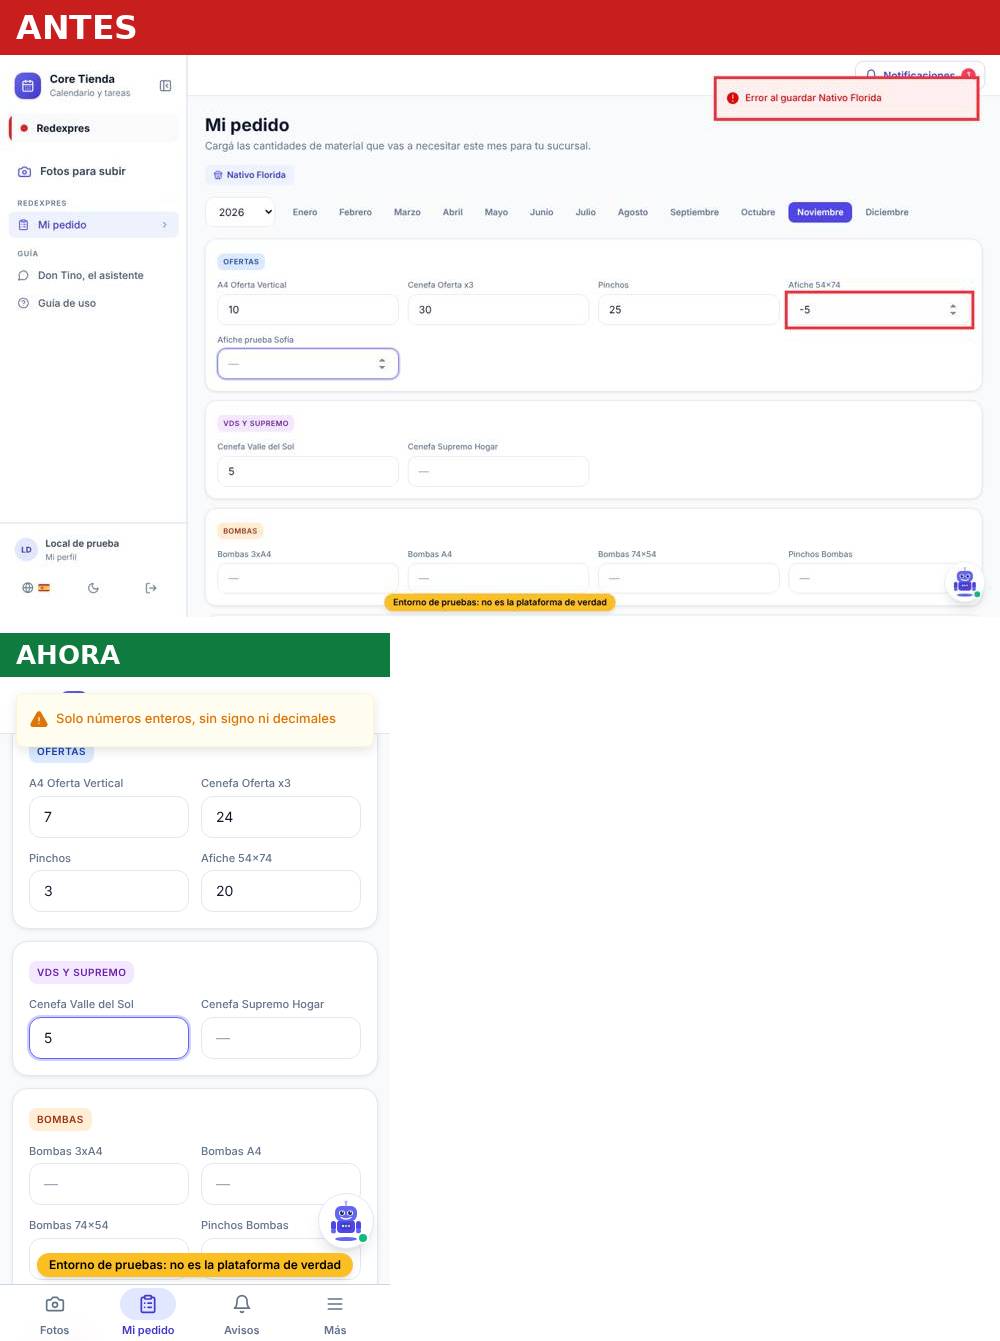 ANTES
Core Tienda
Calendario y tareas
Redexpres
Fotos para subir
REDEXPRES
Mi pedido
GUÍA
Don Tino, el asistente
Guía de uso
Local de prueba
LD
Mi perfil
Notificaciones 1
Error al guardar Nativo Florida
Mi pedido
Cargá las cantidades de material que vas a necesitar este mes para tu sucursal.
Nativo Florida
2026 Enero Febrero Marzo Abril Mayo Junio Julio Agosto Septiembre Octubre Noviembre Diciembre
OFERTAS
A4 Oferta Vertical Cenefa Oferta x3 Pinchos Afiche 54×74
10 30 25 -5
Afiche prueba Sofía
—
VDS Y SUPREMO
Cenefa Valle del Sol Cenefa Supremo Hogar
5 —
BOMBAS
Bombas 3xA4 Bombas A4 Bombas 74×54 Pinchos Bombas
— — — —
Entorno de pruebas: no es la plataforma de verdad
AHORA
Solo números enteros, sin signo ni decimales
OFERTAS
A4 Oferta Vertical Cenefa Oferta x3
7 24
Pinchos Afiche 54×74
3 20
VDS Y SUPREMO
Cenefa Valle del Sol Cenefa Supremo Hogar
5 —
BOMBAS
Bombas 3xA4 Bombas A4
— —
Bombas 74×54 Pinchos Bombas
Entorno de pruebas: no es la plataforma de verdad
Fotos Mi pedido Avisos Más